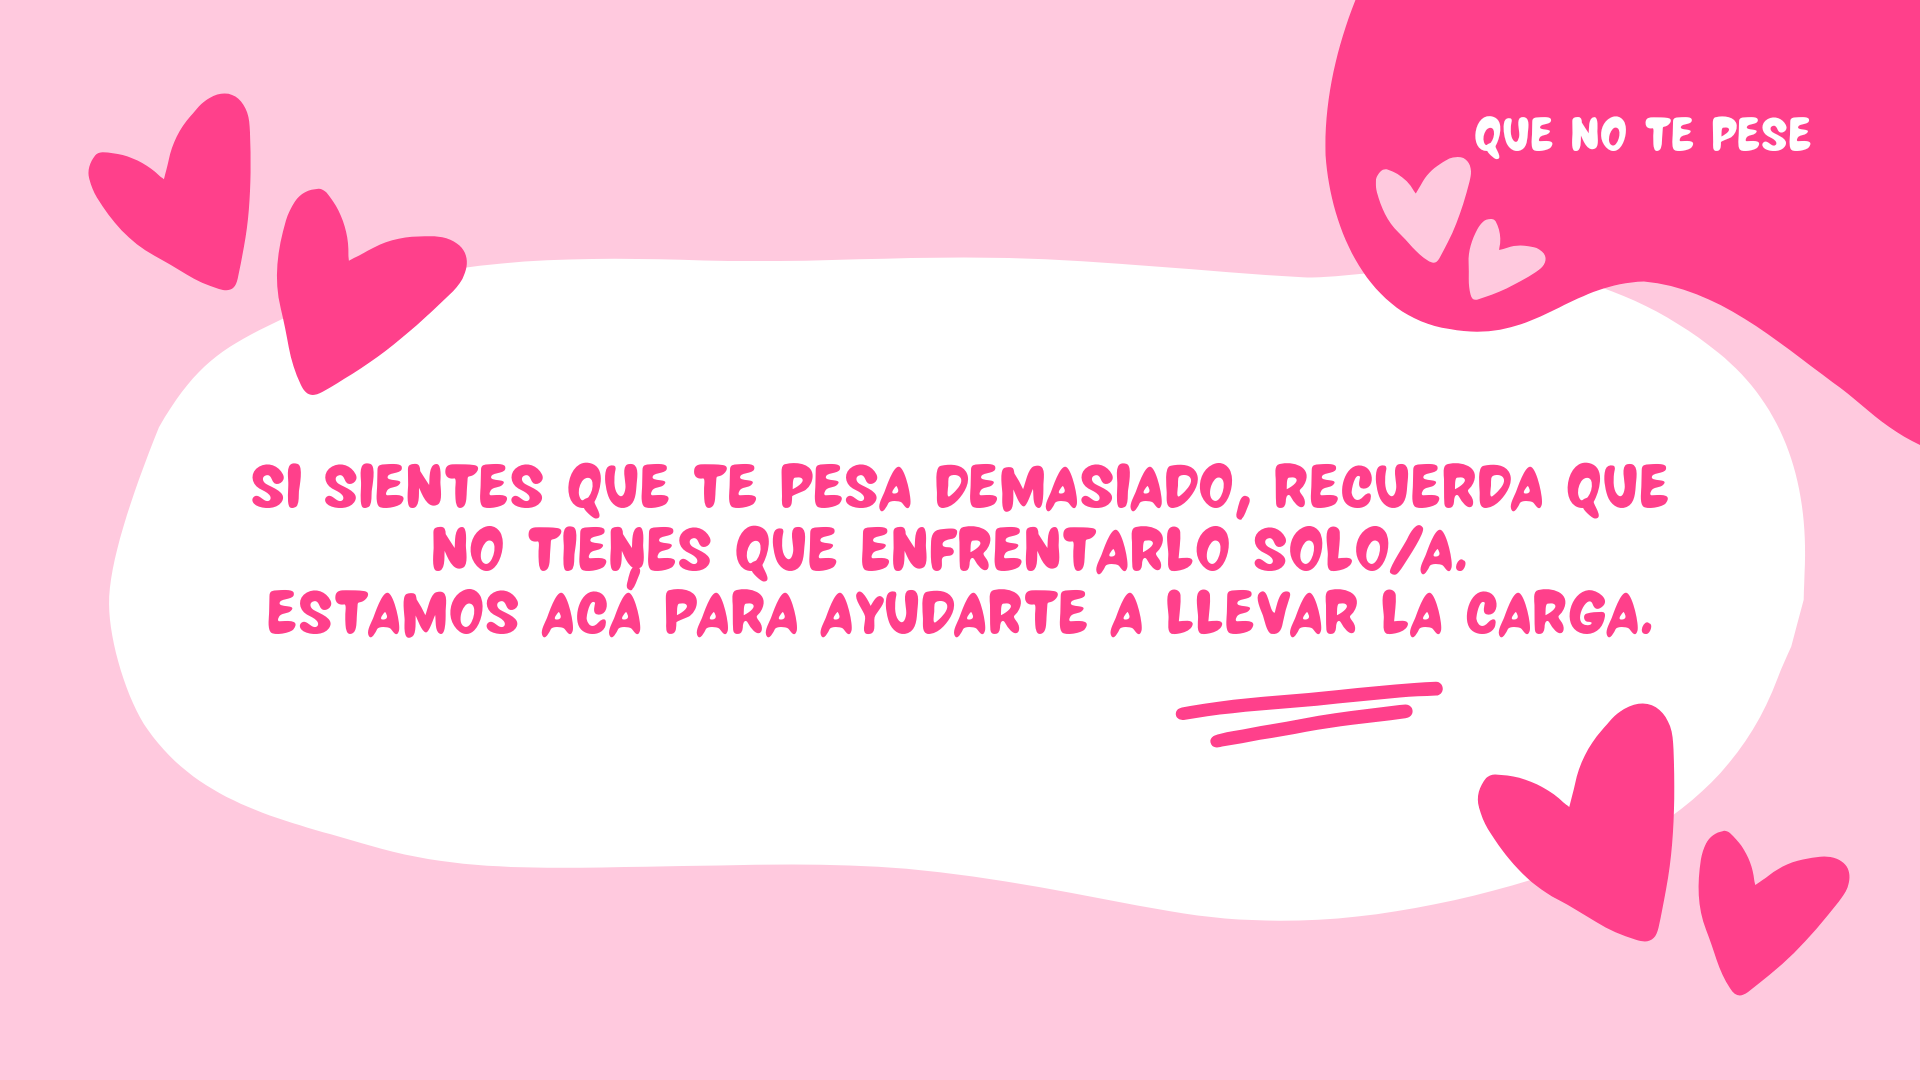 QUE NO TE PESE
SI SIENTES QUE TE PESA DEMASIADO, RECUERDA QUE
NO TIENES QUE ENFRENTARLO SOLO/A.
ESTAMOS ACÁ PARA AYUDARTE A LLEVAR LA CARGA.